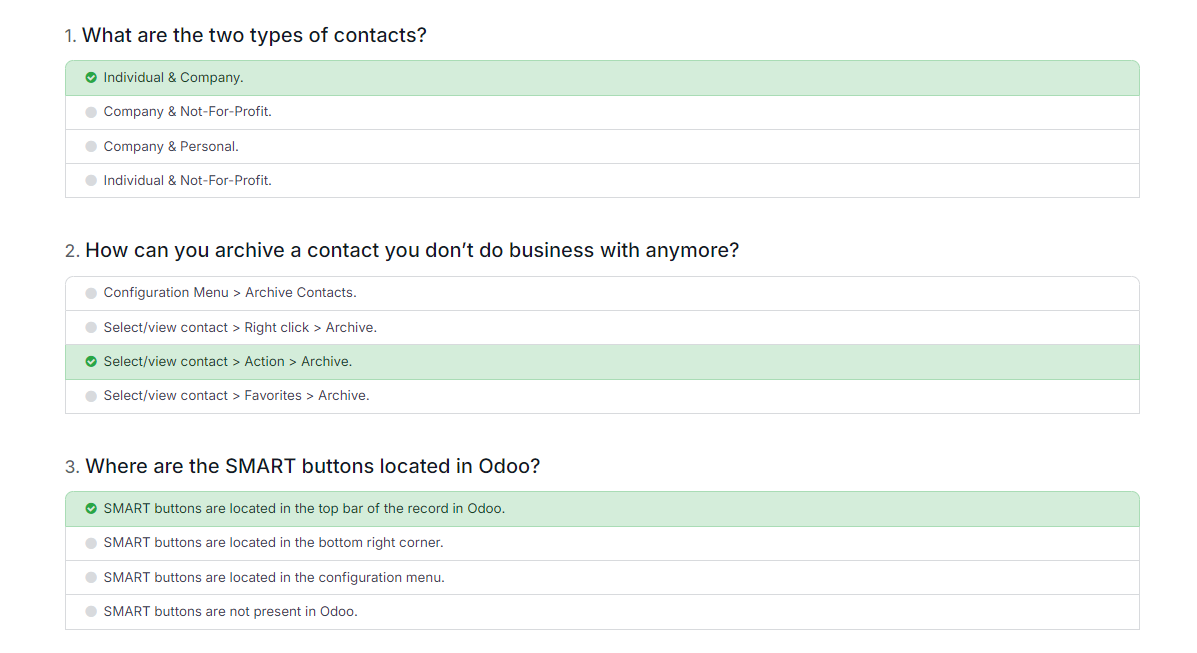 1. What are the two types of contacts?
Individual & Company.
Company & Not-For-Profit.
Company & Personal.
Individual & Not-For-Profit.
2. How can you archive a contact you don’t do business with anymore?
Configuration Menu > Archive Contacts.
Select/view contact > Right click > Archive.
Select/view contact > Action > Archive.
Select/view contact > Favorites > Archive.
3. Where are the SMART buttons located in Odoo?
SMART buttons are located in the top bar of the record in Odoo.
SMART buttons are located in the bottom right corner.
SMART buttons are located in the configuration menu.
SMART buttons are not present in Odoo.